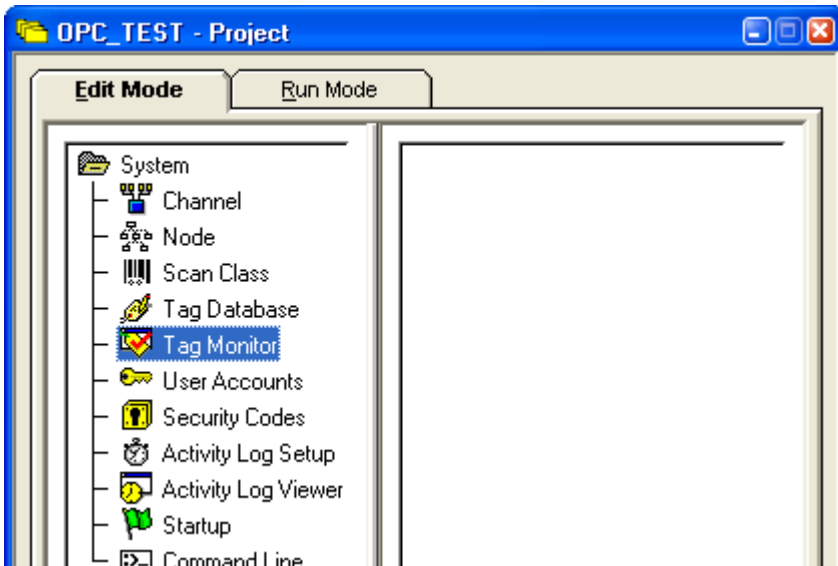 OPC_TEST - Project
Edit Mode Run Mode
System
Channel
Node
Scan Class
Tag Database
Tag Monitor
User Accounts
Security Codes
Activity Log Setup
Activity Log Viewer
Startup
Command Line